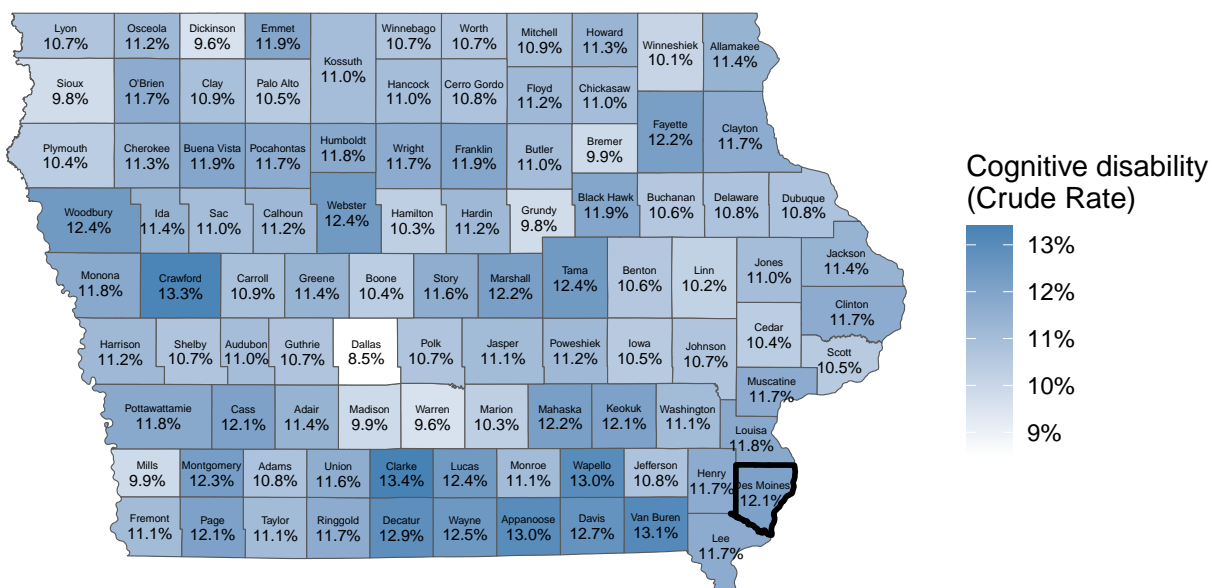 Lyon
10.7%
Osceola
11.2%
Dickinson
9.6%
Emmet
11.9%
Kossuth
11.0%
Winnebago
10.7%
Worth
10.7%
Mitchell
10.9%
Howard
11.3%
Winneshiek
10.1%
Allamakee
11.4%
Sioux
9.8%
O'Brien
11.7%
Clay
10.9%
Palo Alto
10.5%
Hancock
11.0%
Cerro Gordo
10.8%
Floyd
11.2%
Chickasaw
11.0%
Fayette
12.2%
Clayton
11.7%
Plymouth
10.4%
Cherokee
11.3%
Buena Vista
11.9%
Pocahontas
11.7%
Humboldt
11.8%
Wright
11.7%
Franklin
11.9%
Butler
11.0%
Bremer
9.9%
Woodbury
12.4%
Ida
11.4%
Sac
11.0%
Calhoun
11.2%
Webster
12.4%
Hamilton
10.3%
Hardin
11.2%
Grundy
9.8%
Black Hawk
11.9%
Buchanan
10.6%
Delaware
10.8%
Dubuque
10.8%
Monona
11.8%
Crawford
13.3%
Carroll
10.9%
Greene
11.4%
Boone
10.4%
Story
11.6%
Marshall
12.2%
Tama
12.4%
Benton
10.6%
Linn
10.2%
Jones
11.0%
Jackson
11.4%
Clinton
11.7%
Harrison
11.2%
Shelby
10.7%
Audubon
11.0%
Guthrie
10.7%
Dallas
8.5%
Polk
10.7%
Jasper
11.1%
Poweshiek
11.2%
Iowa
10.5%
Johnson
10.7%
Cedar
10.4%
Scott
10.5%
Muscatine
11.7%
Pottawattamie
11.8%
Cass
12.1%
Adair
11.4%
Madison
9.9%
Warren
9.6%
Marion
10.3%
Mahaska
12.2%
Keokuk
12.1%
Washington
11.1%
Louisa
11.8%
Mills
9.9%
Montgomery
12.3%
Adams
10.8%
Union
11.6%
Clarke
13.4%
Lucas
12.4%
Monroe
11.1%
Wapello
13.0%
Jefferson
10.8%
Henry
11.7%
Des Moines
12.1%
Fremont
11.1%
Page
12.1%
Taylor
11.1%
Ringgold
11.7%
Decatur
12.9%
Wayne
12.5%
Appanoose
13.0%
Davis
12.7%
Van Buren
13.1%
Lee
11.7%
Cognitive disability
(Crude Rate)
13%
12%
11%
10%
9%